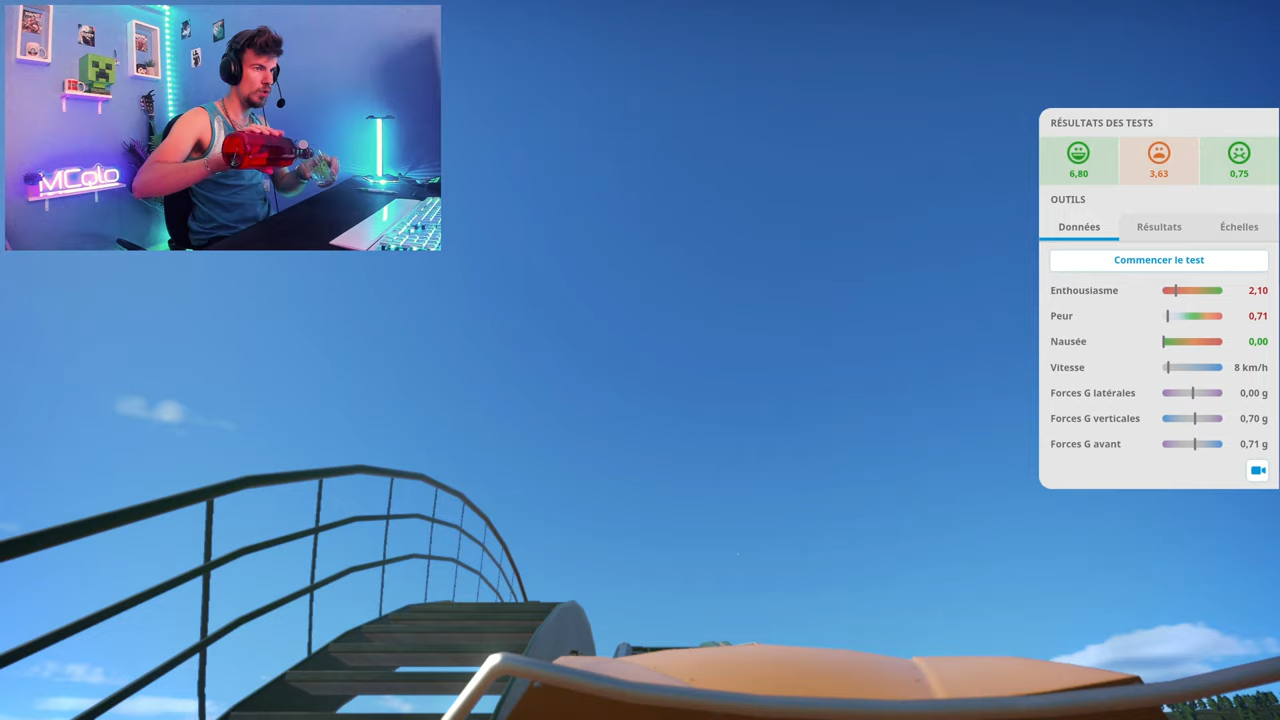 MCqlo
RÉSULTATS DES TESTS
6,80 3,63 0,75
OUTILS
Données Résultats Échelles
Commencer le test
Enthousiasme 2,10
Peur 0,71
Nausée 0,00
Vitesse 8 km/h
Forces G latérales 0,00 g
Forces G verticales 0,70 g
Forces G avant 0,71 g